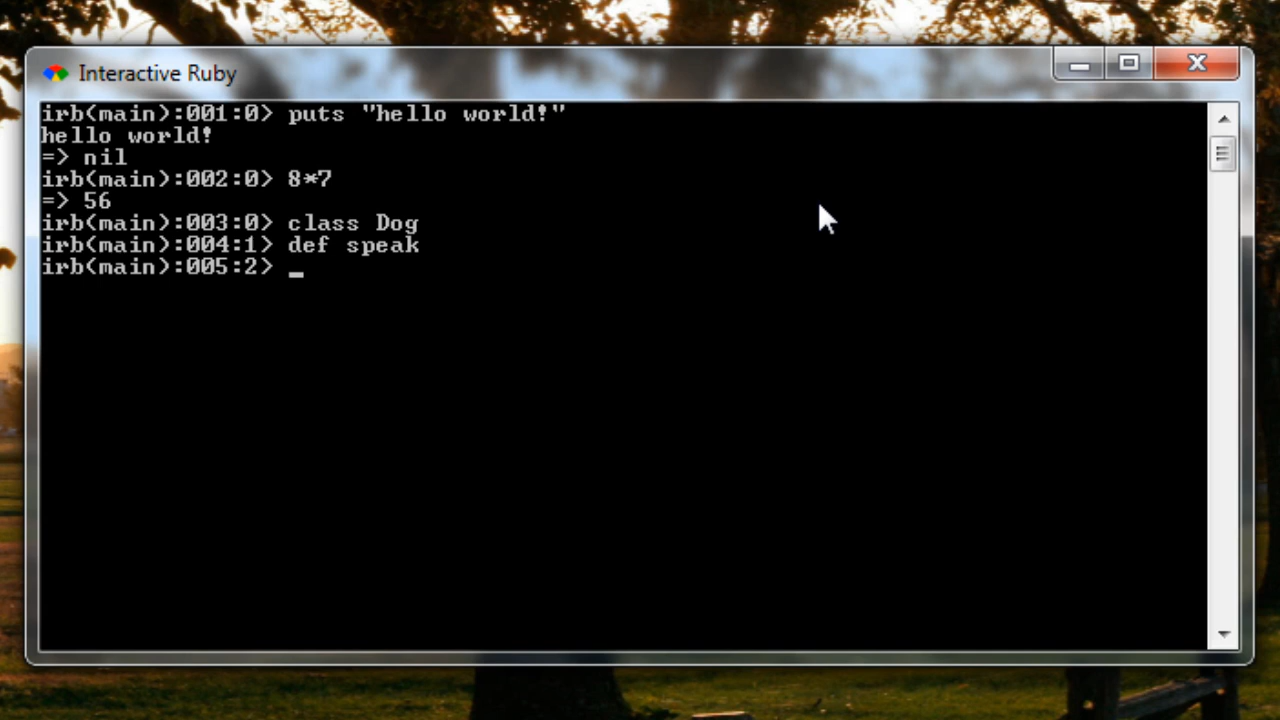 Interactive Ruby
irb(main):001:0> puts "hello world!"
hello world!
=> nil
irb(main):002:0> 8*7
=> 56
irb(main):003:0> class Dog
irb(main):004:1> def speak
irb(main):005:2> _